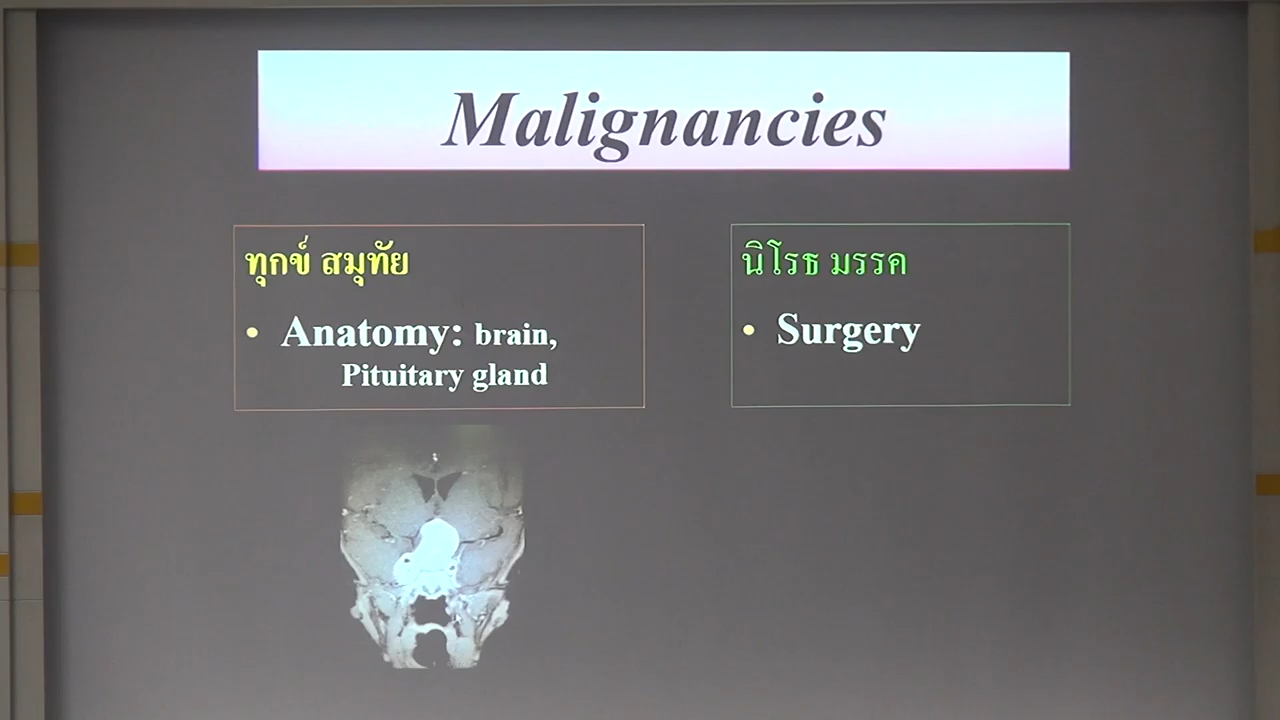 Malignancies
ทุกข์ สมุทัย
• Anatomy: brain,
Pituitary gland
นิโรธ มรรค
• Surgery